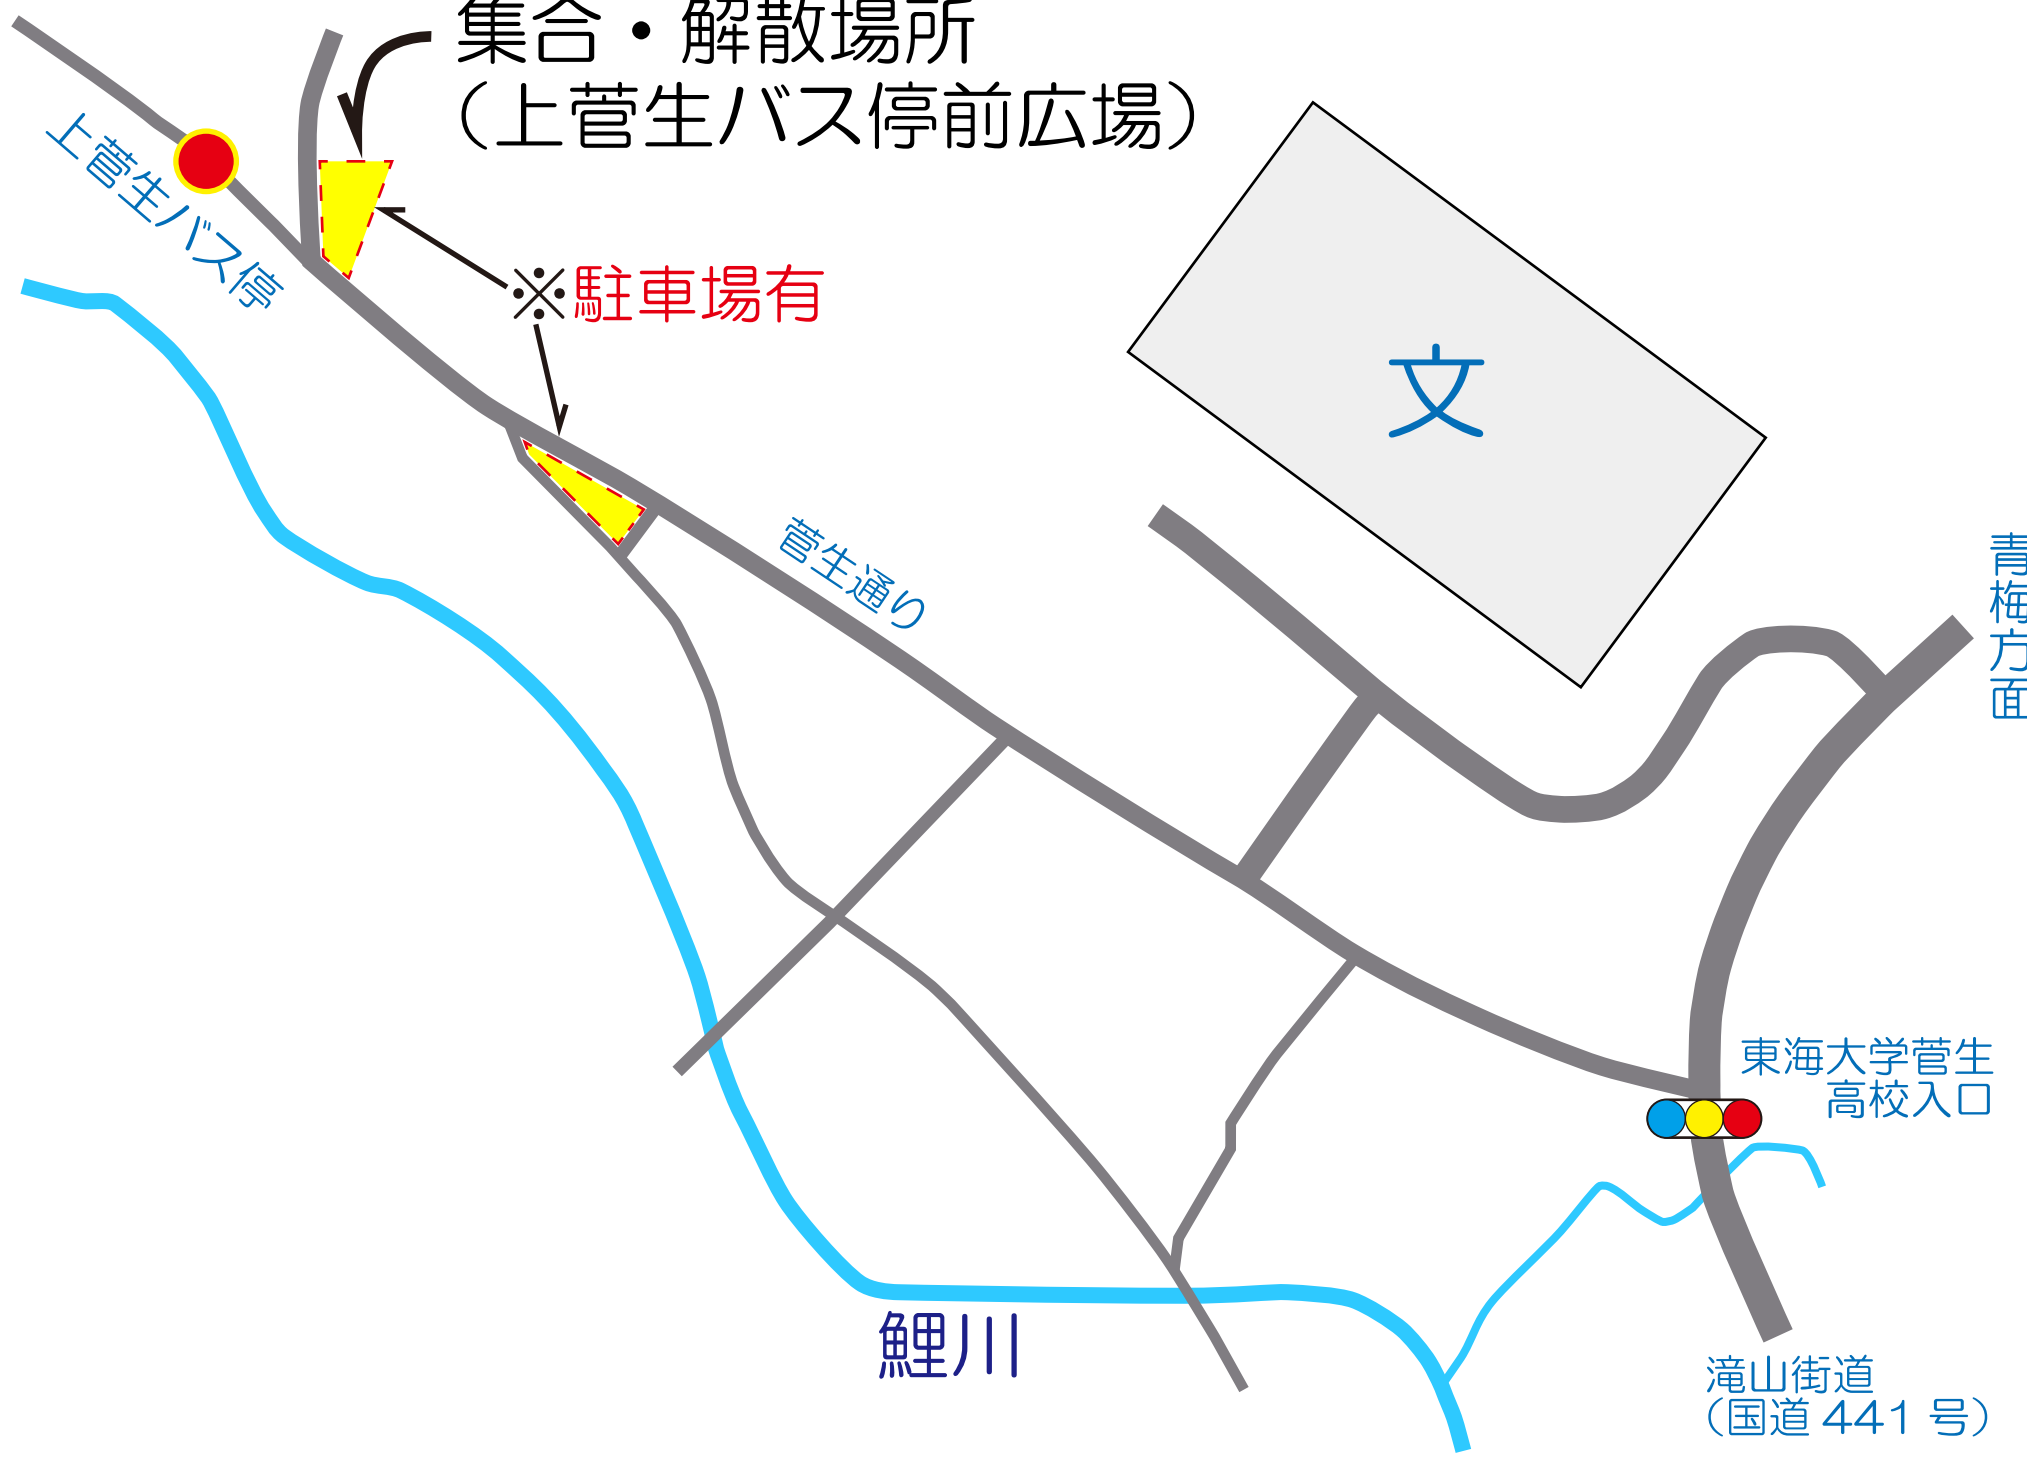 集合・解散場所
（上菅生バス停前広場）
上菅生バス停
※駐車場有
文
菅生通り
青梅方面
東海大学菅生
高校入口
鯉川
滝山街道
（国道 441 号）